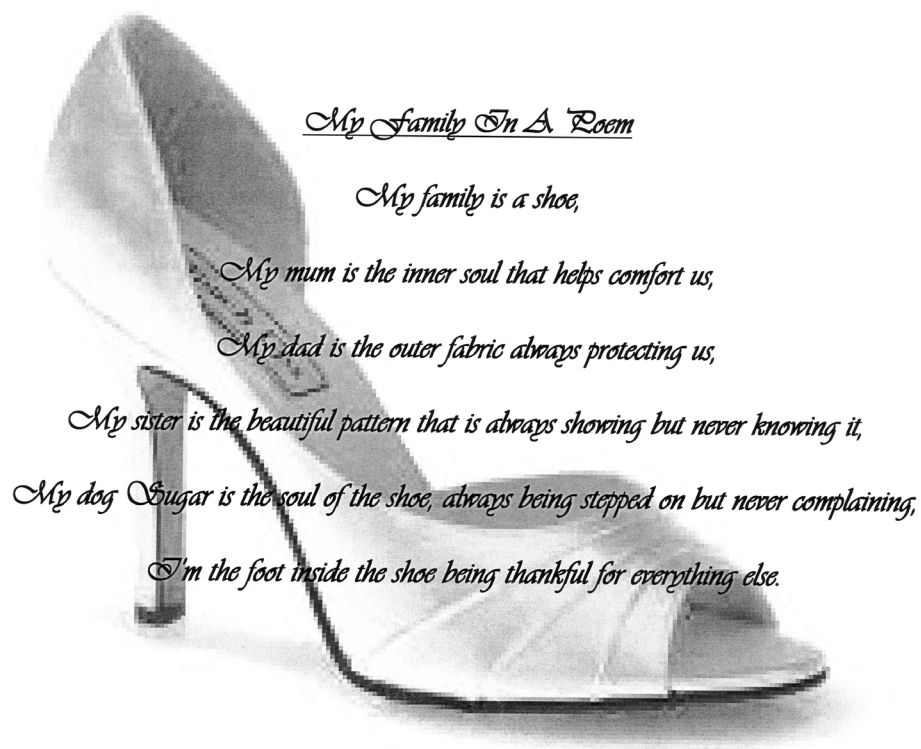 My Family In A Poem
My family is a shoe,
My mum is the inner soul that helps comfort us,
My dad is the outer fabric always protecting us,
My sister is the beautiful pattern that is always showing but never knowing it,
My dog Sugar is the soul of the shoe, always being stepped on but never complaining,
I'm the foot inside the shoe being thankful for everything else.